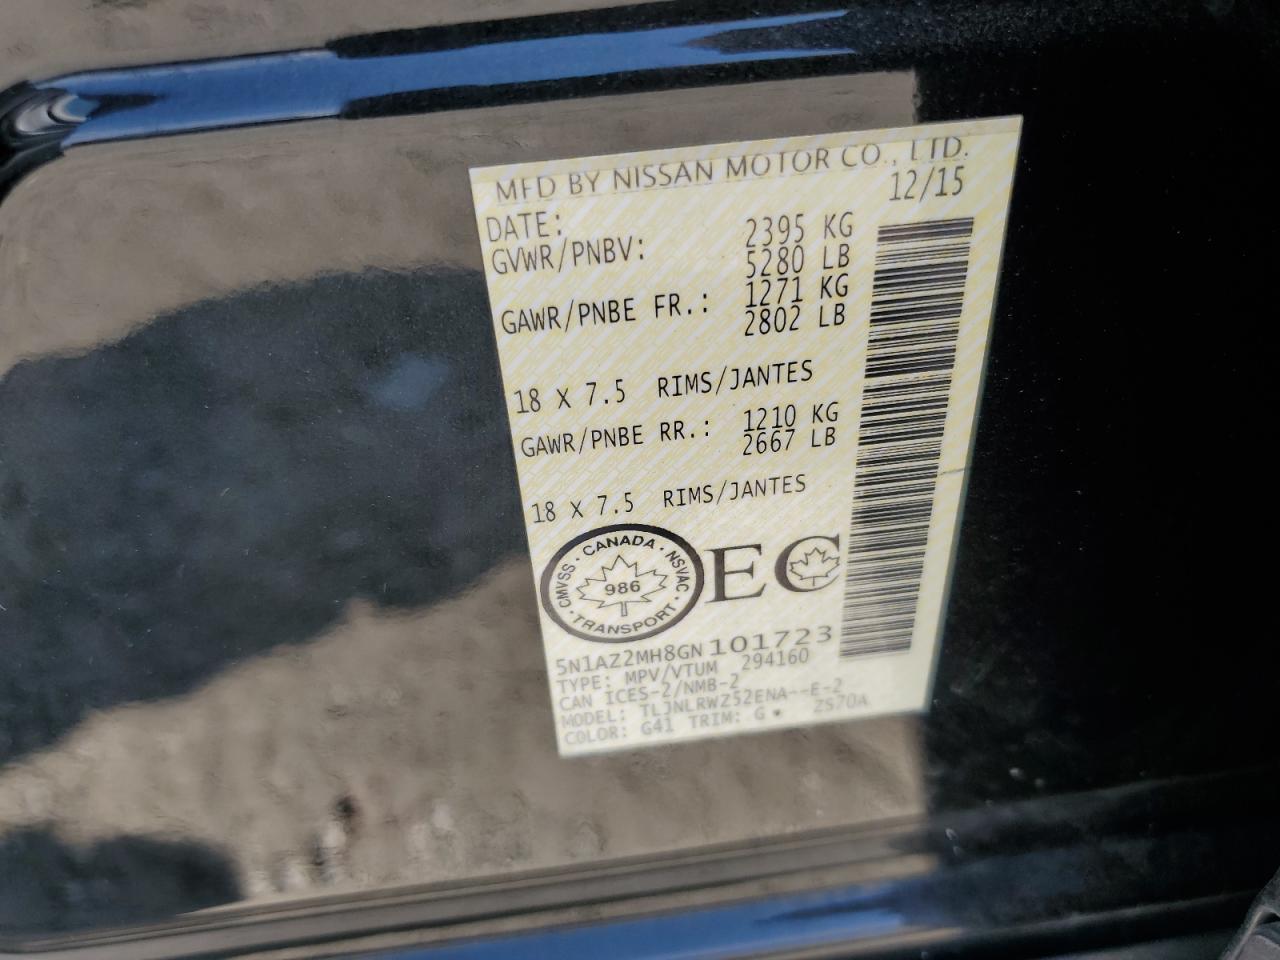 MFD BY NISSAN MOTOR CO., LTD.
DATE: 12/15
GVWR/PNBV: 2395 KG
5280 LB
GAWR/PNBE FR.: 1271 KG
2802 LB
18 X 7.5 RIMS/JANTES
GAWR/PNBE RR.: 1210 KG
2667 LB
18 X 7.5 RIMS/JANTES
CANADA · NSVAC · TRANSPORT · CMVSS ·
986
EC
5N1AZ2MH8GN101723
TYPE: MPV/VTUM 294160
CAN ICES-2/NMB-2
MODEL: TLJNLRWZ52ENA--E-2
COLOR: G41 TRIM: G • ZS70A